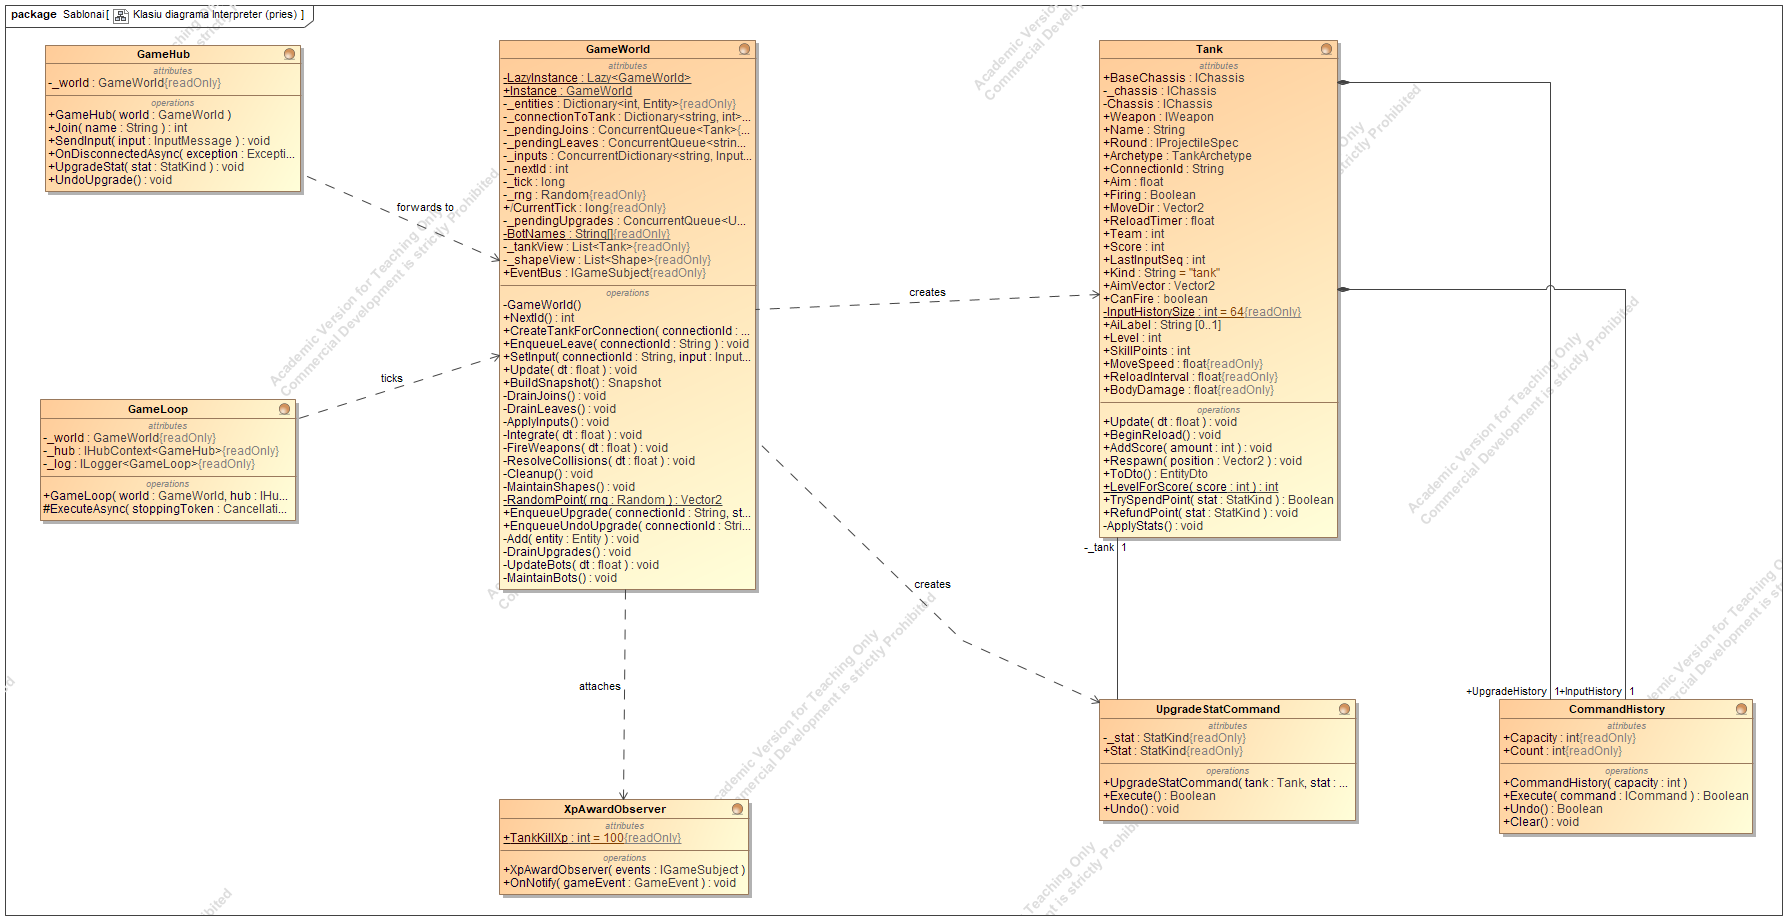 package Sablonai[ Klasiu diagrama Interpreter (pries) ]
GameHub
attributes
-_world : GameWorld{readOnly}
operations
+GameHub( world : GameWorld )
+Join( name : String ) : int
+SendInput( input : InputMessage ) : void
+OnDisconnectedAsync( exception : Excepti...
+UpgradeStat( stat : StatKind ) : void
+UndoUpgrade() : void
forwards to
GameLoop
attributes
-_world : GameWorld{readOnly}
-_hub : IHubContext<GameHub>{readOnly}
-_log : ILogger<GameLoop>{readOnly}
operations
+GameLoop( world : GameWorld, hub : IHu...
#ExecuteAsync( stoppingToken : Cancellati...
ticks
GameWorld
attributes
-LazyInstance : Lazy<GameWorld>
+Instance : GameWorld
-_entities : Dictionary<int, Entity>{readOnly}
-_connectionToTank : Dictionary<string, int>...
-_pendingJoins : ConcurrentQueue<Tank>{...
-_pendingLeaves : ConcurrentQueue<strin...
-_inputs : ConcurrentDictionary<string, Input...
-_nextId : int
-_tick : long
-_rng : Random{readOnly}
+/CurrentTick : long{readOnly}
-_pendingUpgrades : ConcurrentQueue<U...
-BotNames : String[]{readOnly}
-_tankView : List<Tank>{readOnly}
-_shapeView : List<Shape>{readOnly}
+EventBus : IGameSubject{readOnly}
operations
-GameWorld()
+NextId() : int
+CreateTankForConnection( connectionId : ...
+EnqueueLeave( connectionId : String ) : void
+SetInput( connectionId : String, input : Input...
+Update( dt : float ) : void
+BuildSnapshot() : Snapshot
-DrainJoins() : void
-DrainLeaves() : void
-ApplyInputs() : void
-Integrate( dt : float ) : void
-FireWeapons( dt : float ) : void
-ResolveCollisions( dt : float ) : void
-Cleanup() : void
-MaintainShapes() : void
-RandomPoint( rng : Random ) : Vector2
+EnqueueUpgrade( connectionId : String, st...
+EnqueueUndoUpgrade( connectionId : Stri...
-Add( entity : Entity ) : void
-DrainUpgrades() : void
-UpdateBots( dt : float ) : void
-MaintainBots() : void
creates
creates
attaches
XpAwardObserver
attributes
+TankKillXp : int = 100{readOnly}
operations
+XpAwardObserver( events : IGameSubject )
+OnNotify( gameEvent : GameEvent ) : void
Tank
attributes
+BaseChassis : IChassis
-_chassis : IChassis
-Chassis : IChassis
+Weapon : IWeapon
+Name : String
+Round : IProjectileSpec
+Archetype : TankArchetype
+ConnectionId : String
+Aim : float
+Firing : Boolean
+MoveDir : Vector2
+ReloadTimer : float
+Team : int
+Score : int
+LastInputSeq : int
+Kind : String = "tank"
+AimVector : Vector2
+CanFire : boolean
-InputHistorySize : int = 64{readOnly}
+AiLabel : String [0..1]
+Level : int
+SkillPoints : int
+MoveSpeed : float{readOnly}
+ReloadInterval : float{readOnly}
+BodyDamage : float{readOnly}
operations
+Update( dt : float ) : void
+BeginReload() : void
+AddScore( amount : int ) : void
+Respawn( position : Vector2 ) : void
+ToDto() : EntityDto
+LevelForScore( score : int ) : int
+TrySpendPoint( stat : StatKind ) : Boolean
+RefundPoint( stat : StatKind ) : void
-ApplyStats() : void
-_tank 1
UpgradeStatCommand
attributes
-_stat : StatKind{readOnly}
+Stat : StatKind{readOnly}
operations
+UpgradeStatCommand( tank : Tank, stat : ...
+Execute() : Boolean
+Undo() : void
+UpgradeHistory 1 +InputHistory 1
CommandHistory
attributes
+Capacity : int{readOnly}
+Count : int{readOnly}
operations
+CommandHistory( capacity : int )
+Execute( command : ICommand ) : Boolean
+Undo() : Boolean
+Clear() : void
Academic Version for Teaching Only
Commercial Development is strictly Prohibited